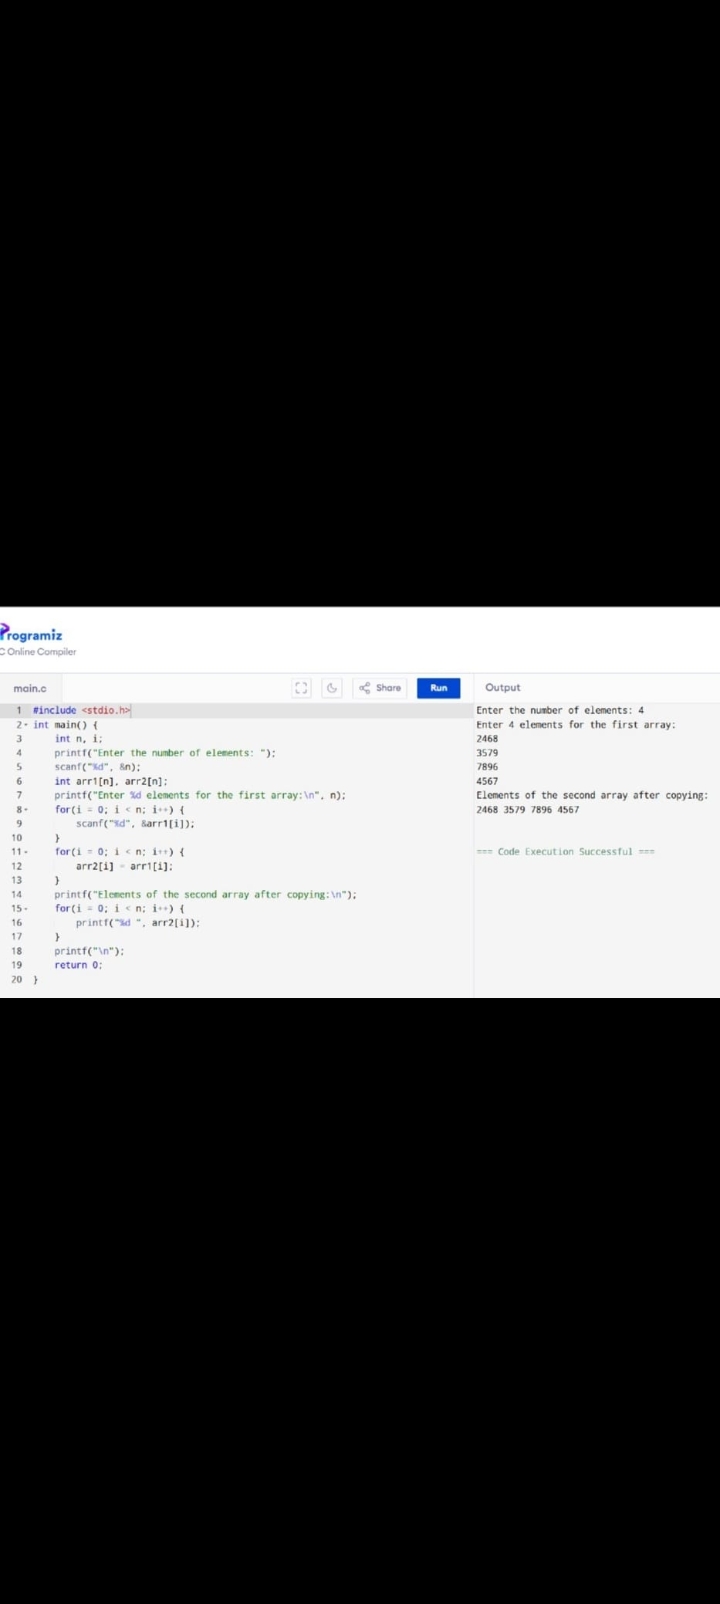 Programiz
C Online Compiler
main.c
Share
Run
Output
1 #include <stdio.h>
2 int main() {
3     int n, i;
4     printf("Enter the number of elements: ");
5     scanf("%d", &n);
6     int arr1[n], arr2[n];
7     printf("Enter %d elements for the first array:\n", n);
8     for(i = 0; i < n; i++) {
9         scanf("%d", &arr1[i]);
10     }
11     for(i = 0; i < n; i++) {
12         arr2[i] = arr1[i];
13     }
14     printf("Elements of the second array after copying:\n");
15     for(i = 0; i < n; i++) {
16         printf("%d ", arr2[i]);
17     }
18     printf("\n");
19     return 0;
20 }
Enter the number of elements: 4
Enter 4 elements for the first array:
2468
3579
7896
4567
Elements of the second array after copying:
2468 3579 7896 4567
=== Code Execution Successful ===